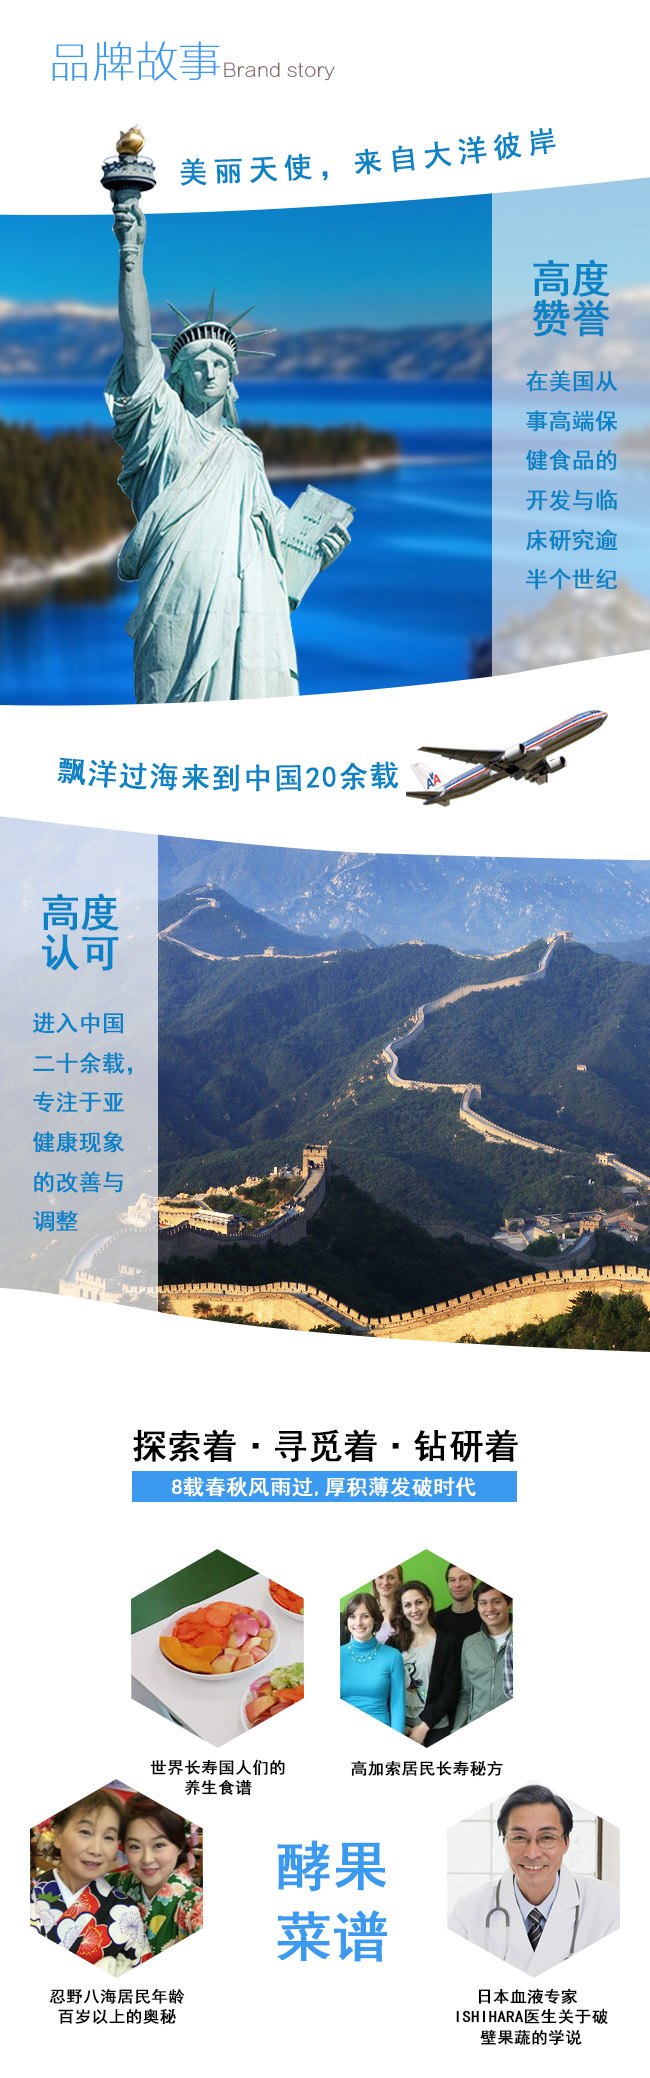 品牌故事Brand story
美丽天使，来自大洋彼岸
高度
赞誉
在美国从
事高端保
健食品的
开发与临
床研究逾
半个世纪
飘洋过海来到中国20余载
AA
高度
认可
进入中国
二十余载,
专注于亚
健康现象
的改善与
调整
探索着·寻觅着·钻研着
8载春秋风雨过,厚积薄发破时代
世界长寿国人们的
养生食谱
高加索居民长寿秘方
酵果
菜谱
忍野八海居民年龄
百岁以上的奥秘
日本血液专家
ISHIHARA医生关于破
壁果蔬的学说